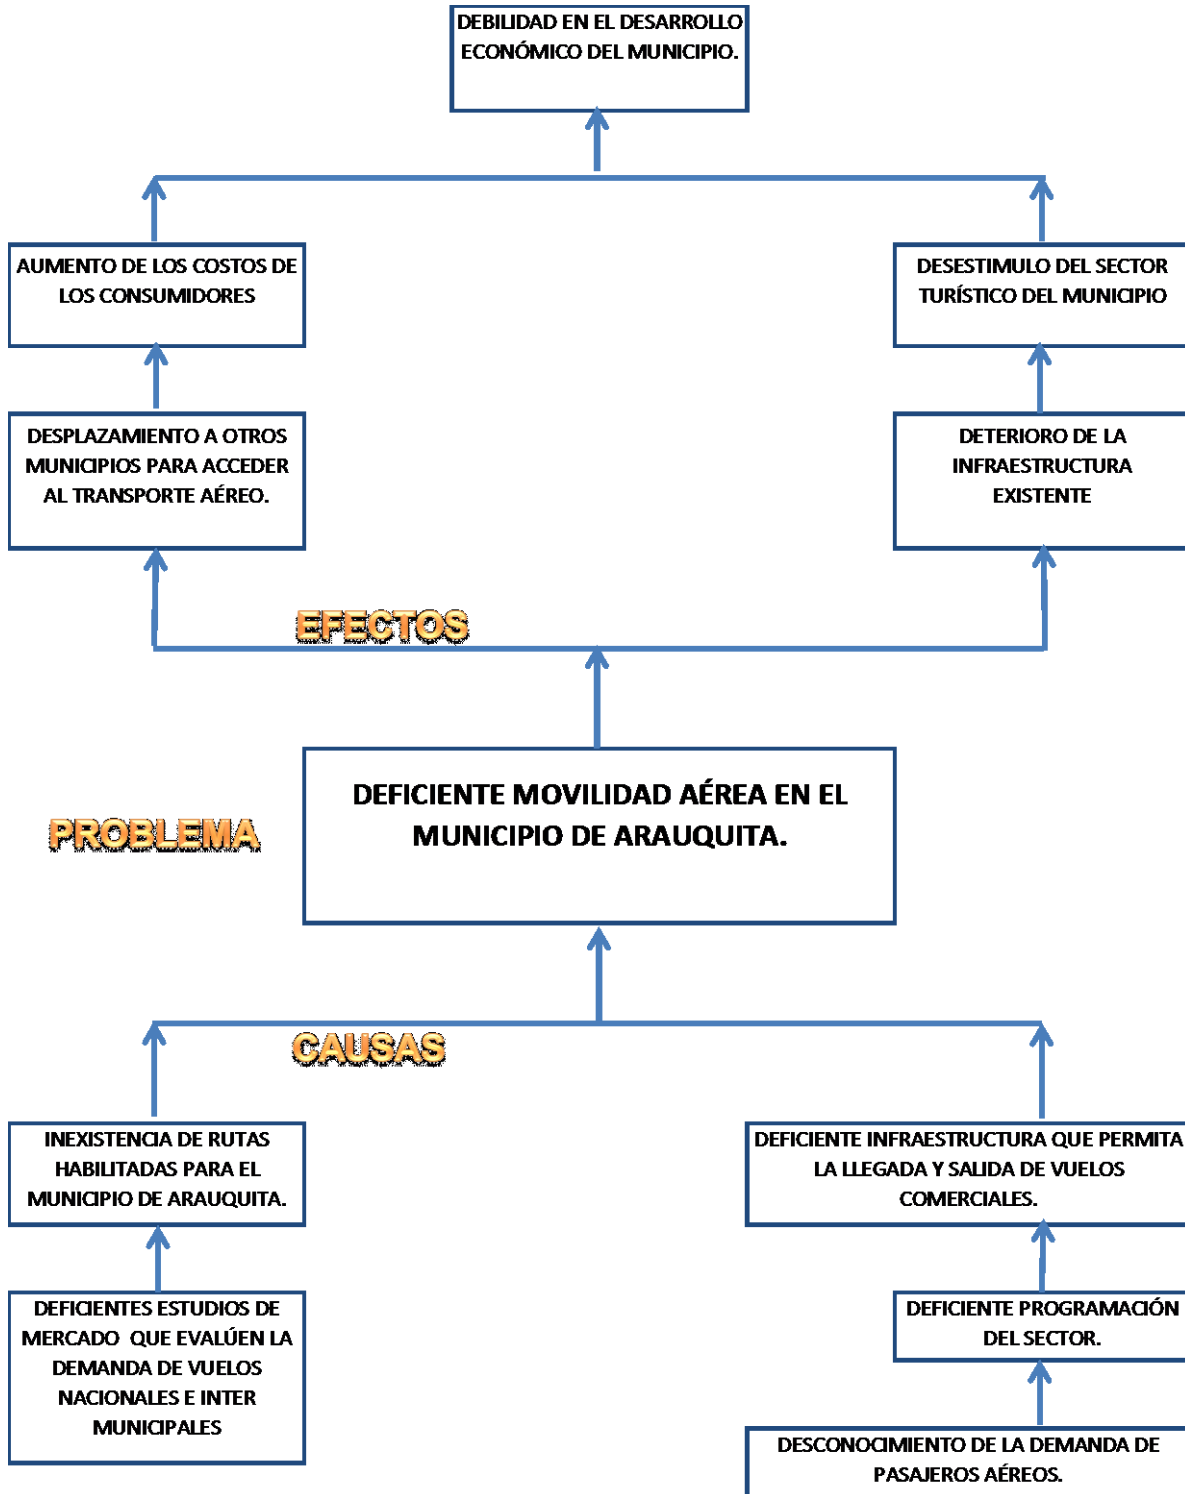 DEBILIDAD EN EL DESARROLLO
ECONÓMICO DEL MUNICIPIO.
AUMENTO DE LOS COSTOS DE
LOS CONSUMIDORES
DESESTIMULO DEL SECTOR
TURÍSTICO DEL MUNICIPIO
DESPLAZAMIENTO A OTROS
MUNICIPIOS PARA ACCEDER
AL TRANSPORTE AÉREO.
DETERIORO DE LA
INFRAESTRUCTURA
EXISTENTE
EFECTOS
DEFICIENTE MOVILIDAD AÉREA EN EL
MUNICIPIO DE ARAUQUITA.
PROBLEMA
CAUSAS
INEXISTENCIA DE RUTAS
HABILITADAS PARA EL
MUNICIPIO DE ARAUQUITA.
DEFICIENTE INFRAESTRUCTURA QUE PERMITA
LA LLEGADA Y SALIDA DE VUELOS
COMERCIALES.
DEFICIENTES ESTUDIOS DE
MERCADO QUE EVALÚEN LA
DEMANDA DE VUELOS
NACIONALES E INTER
MUNICIPALES
DEFICIENTE PROGRAMACIÓN
DEL SECTOR.
DESCONOCIMIENTO DE LA DEMANDA DE
PASAJEROS AÉREOS.